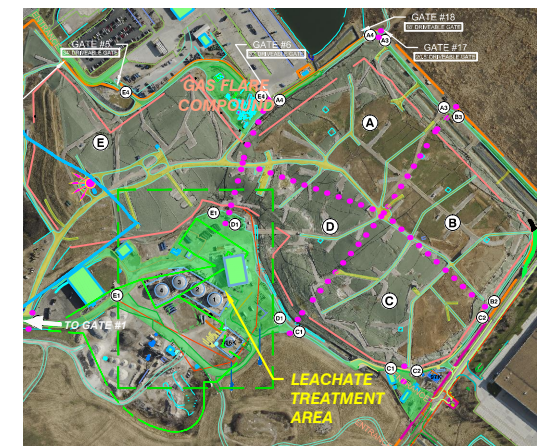 GATE #18
GATE #17
GATE #5
GATE #6
GAS FLARE
COMPOUND
A4
A3
E4
E4
A4
A3
B3
A
E
E1
D1
D
B
C
E1
D1
C1
B2
C2
C1
C2
TO GATE #1
LEACHATE
TREATMENT
AREA